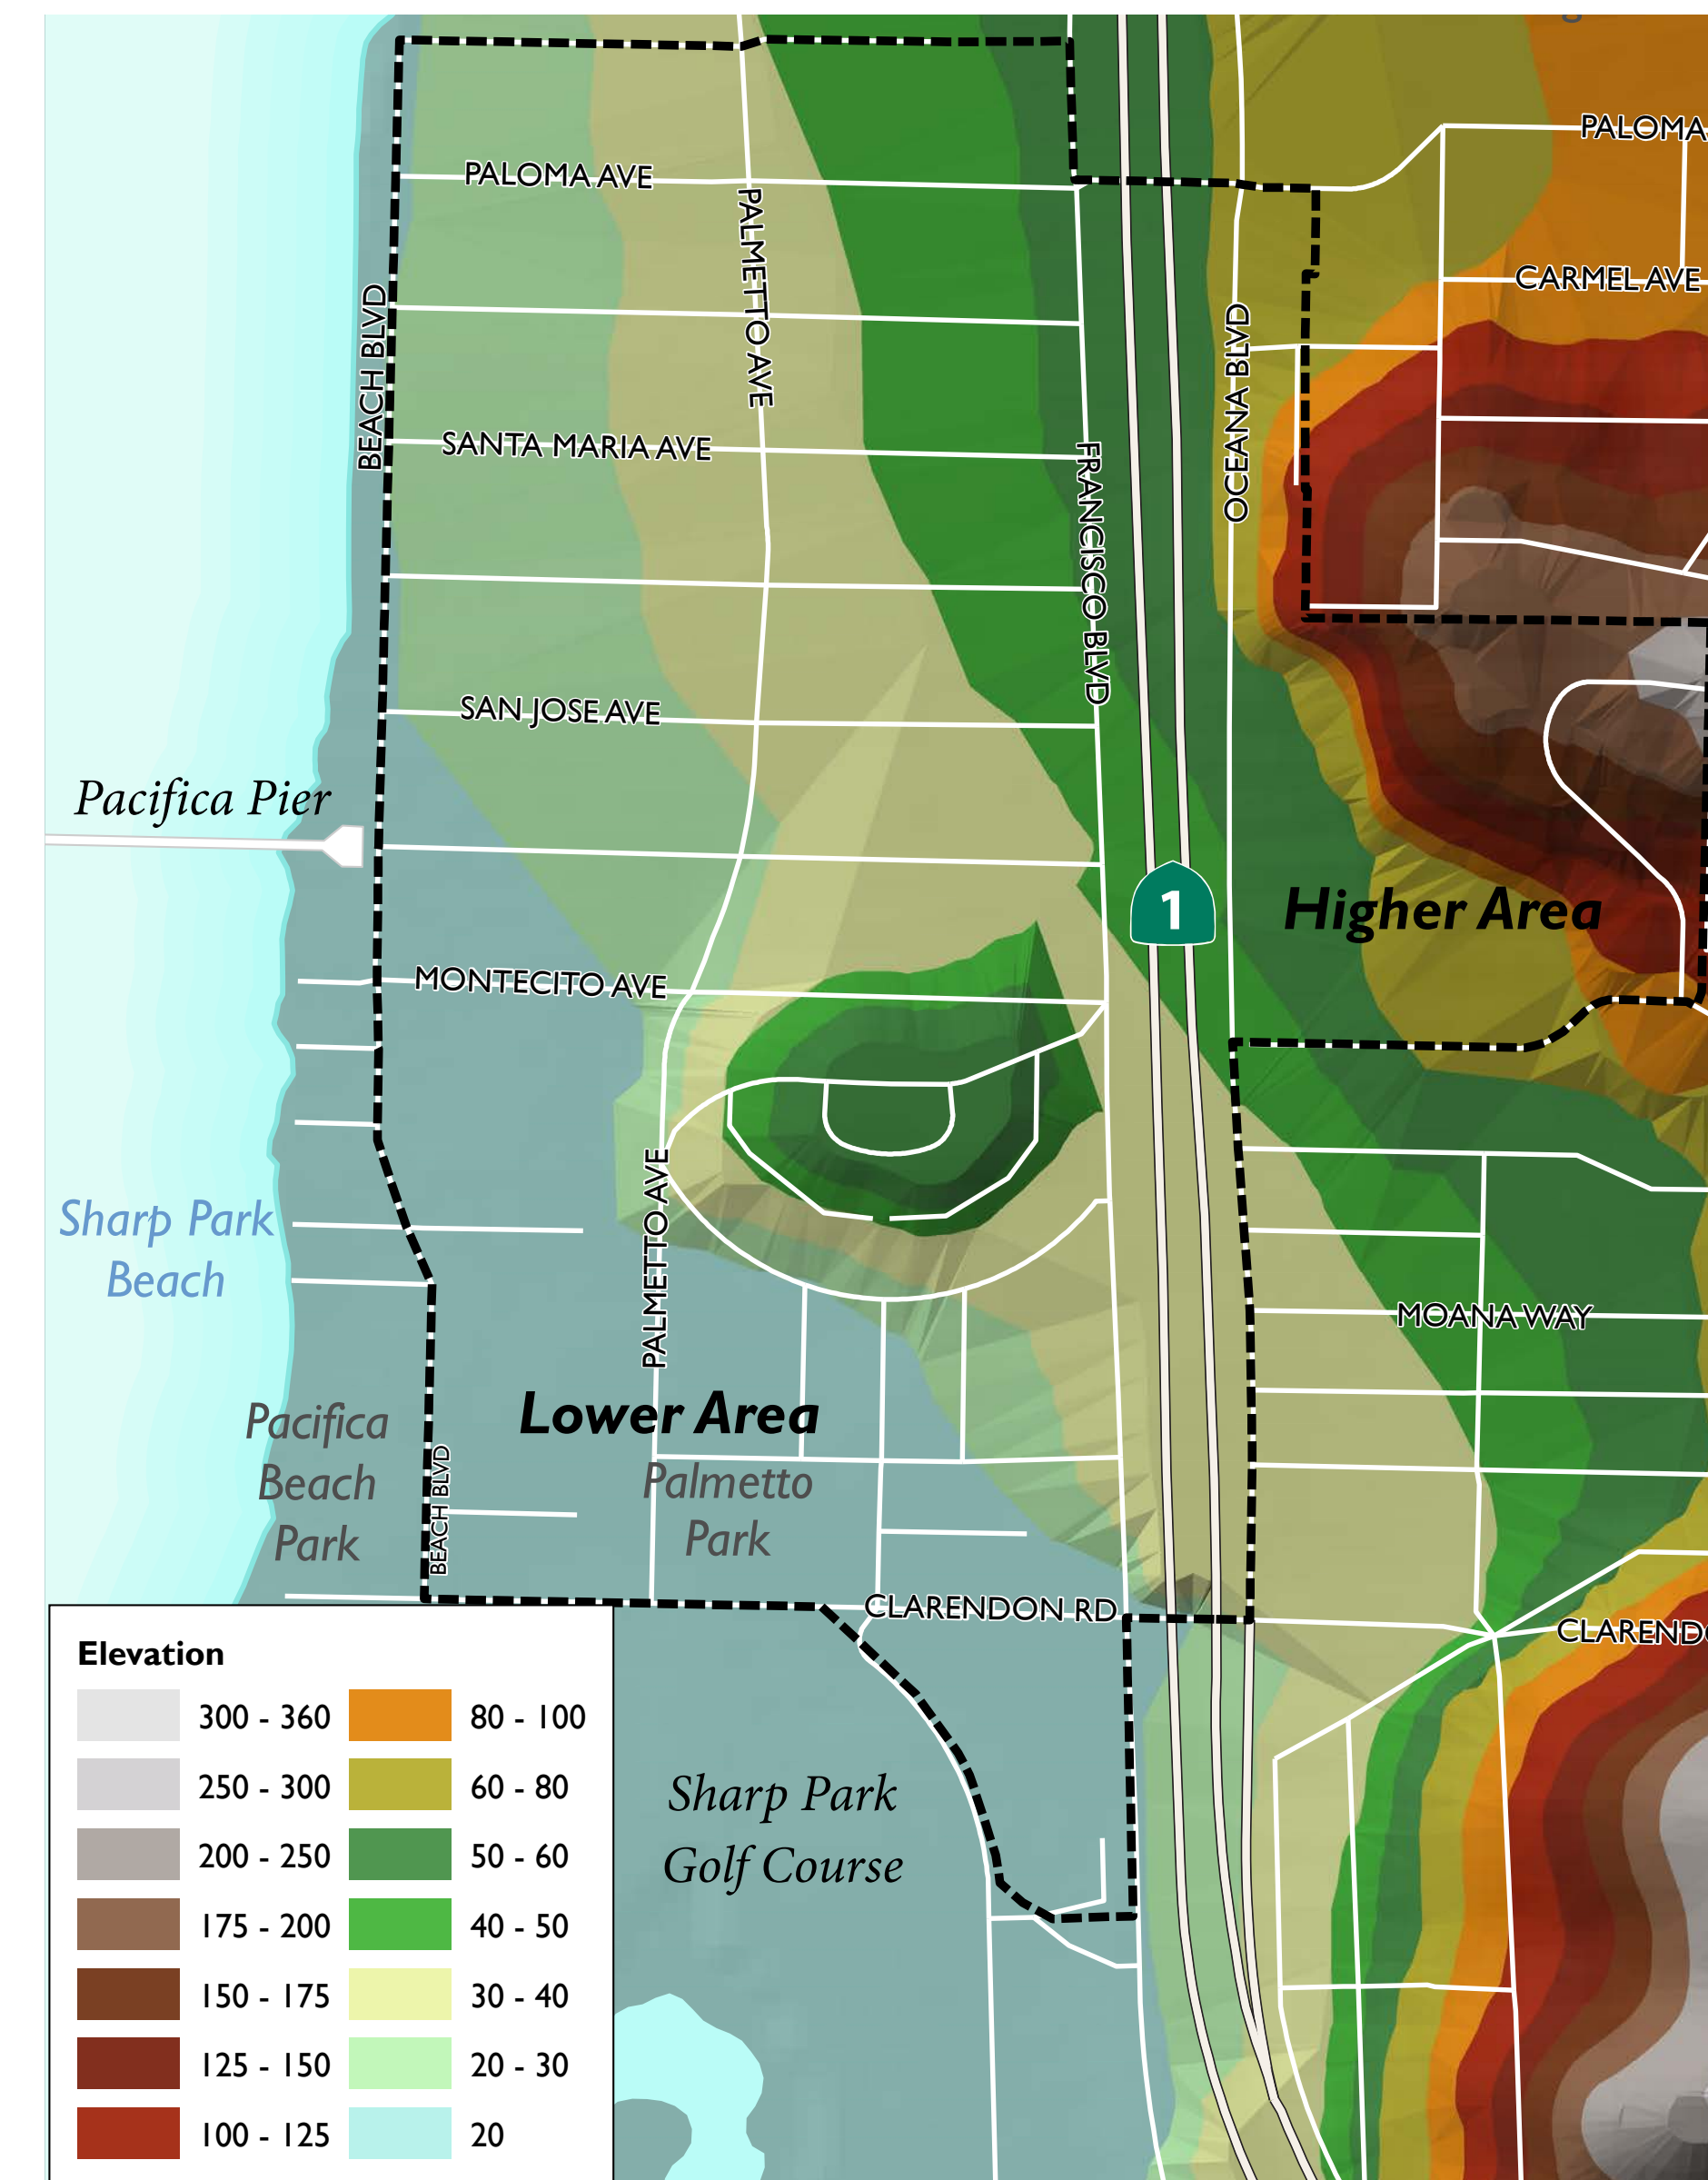 PALOMA
PALOMA AVE
PALMETTO AVE
CARMEL AVE
BEACH BLVD
OCEANA BLVD
SANTA MARIA AVE
FRANCISCO BLVD
SAN JOSE AVE
Pacifica Pier
1
Higher Area
MONTECITO AVE
Sharp Park
Beach
PALMETTO AVE
MOANA WAY
Lower Area
Pacifica
Beach
Park
BEACH BLVD
Palmetto
Park
CLARENDON RD
CLARENDO
Sharp Park
Golf Course
Elevation
300 - 360
250 - 300
200 - 250
175 - 200
150 - 175
125 - 150
100 - 125
80 - 100
60 - 80
50 - 60
40 - 50
30 - 40
20 - 30
20